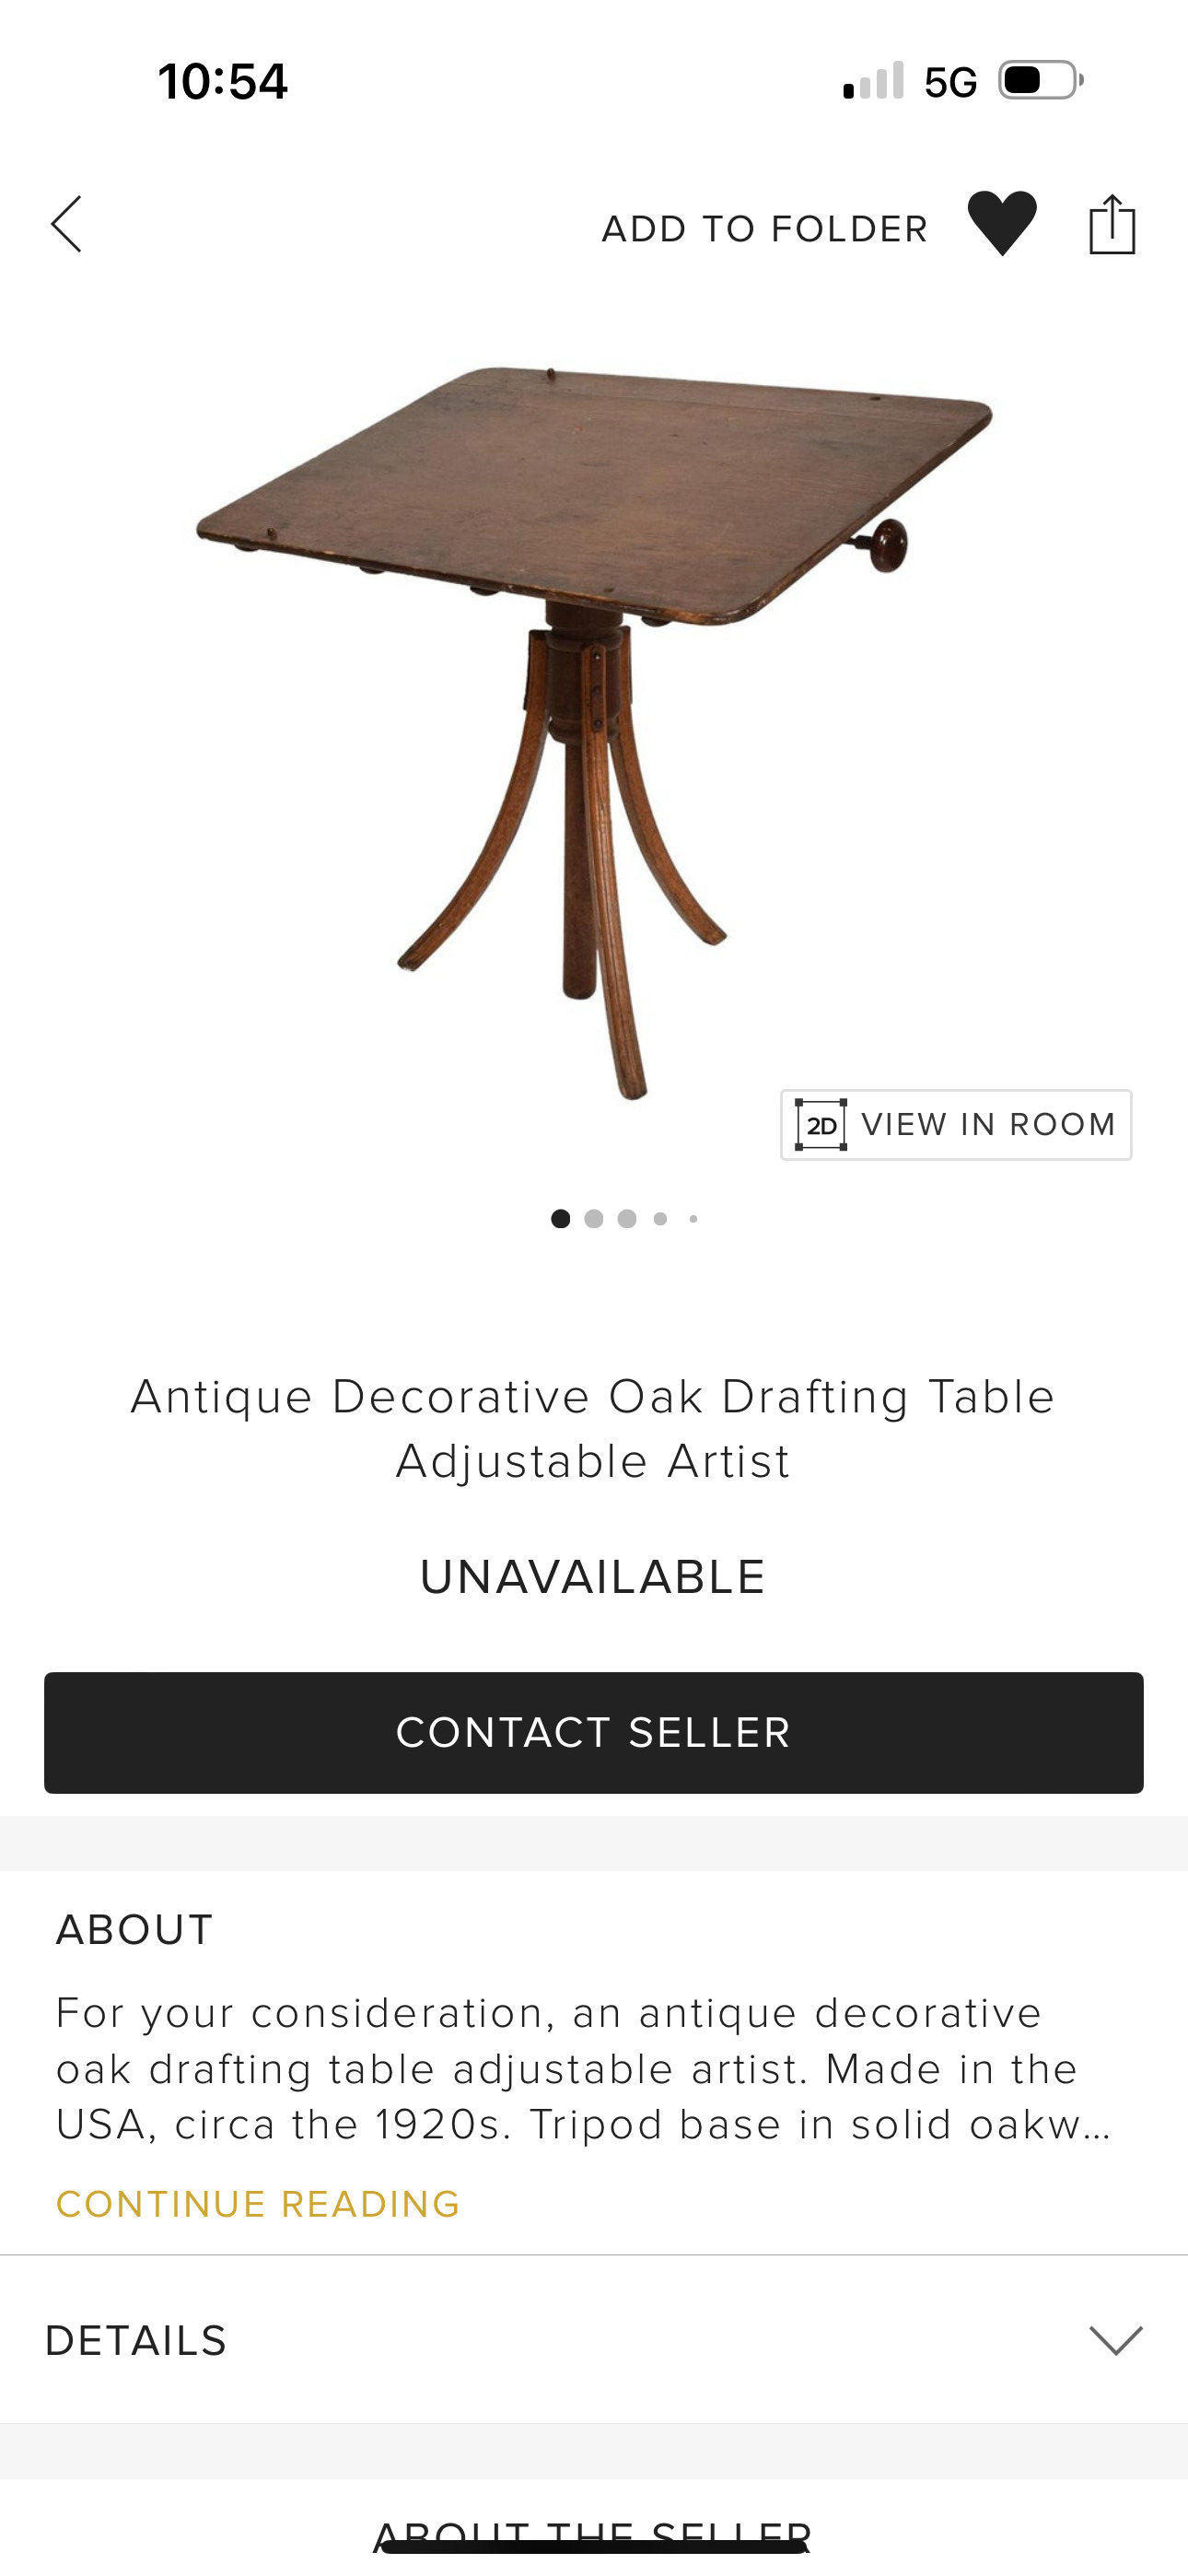 10:54
5G
ADD TO FOLDER
2D VIEW IN ROOM
Antique Decorative Oak Drafting Table
Adjustable Artist
UNAVAILABLE
CONTACT SELLER
ABOUT
For your consideration, an antique decorative
oak drafting table adjustable artist. Made in the
USA, circa the 1920s. Tripod base in solid oakw...
CONTINUE READING
DETAILS
ABOUT THE SELLER